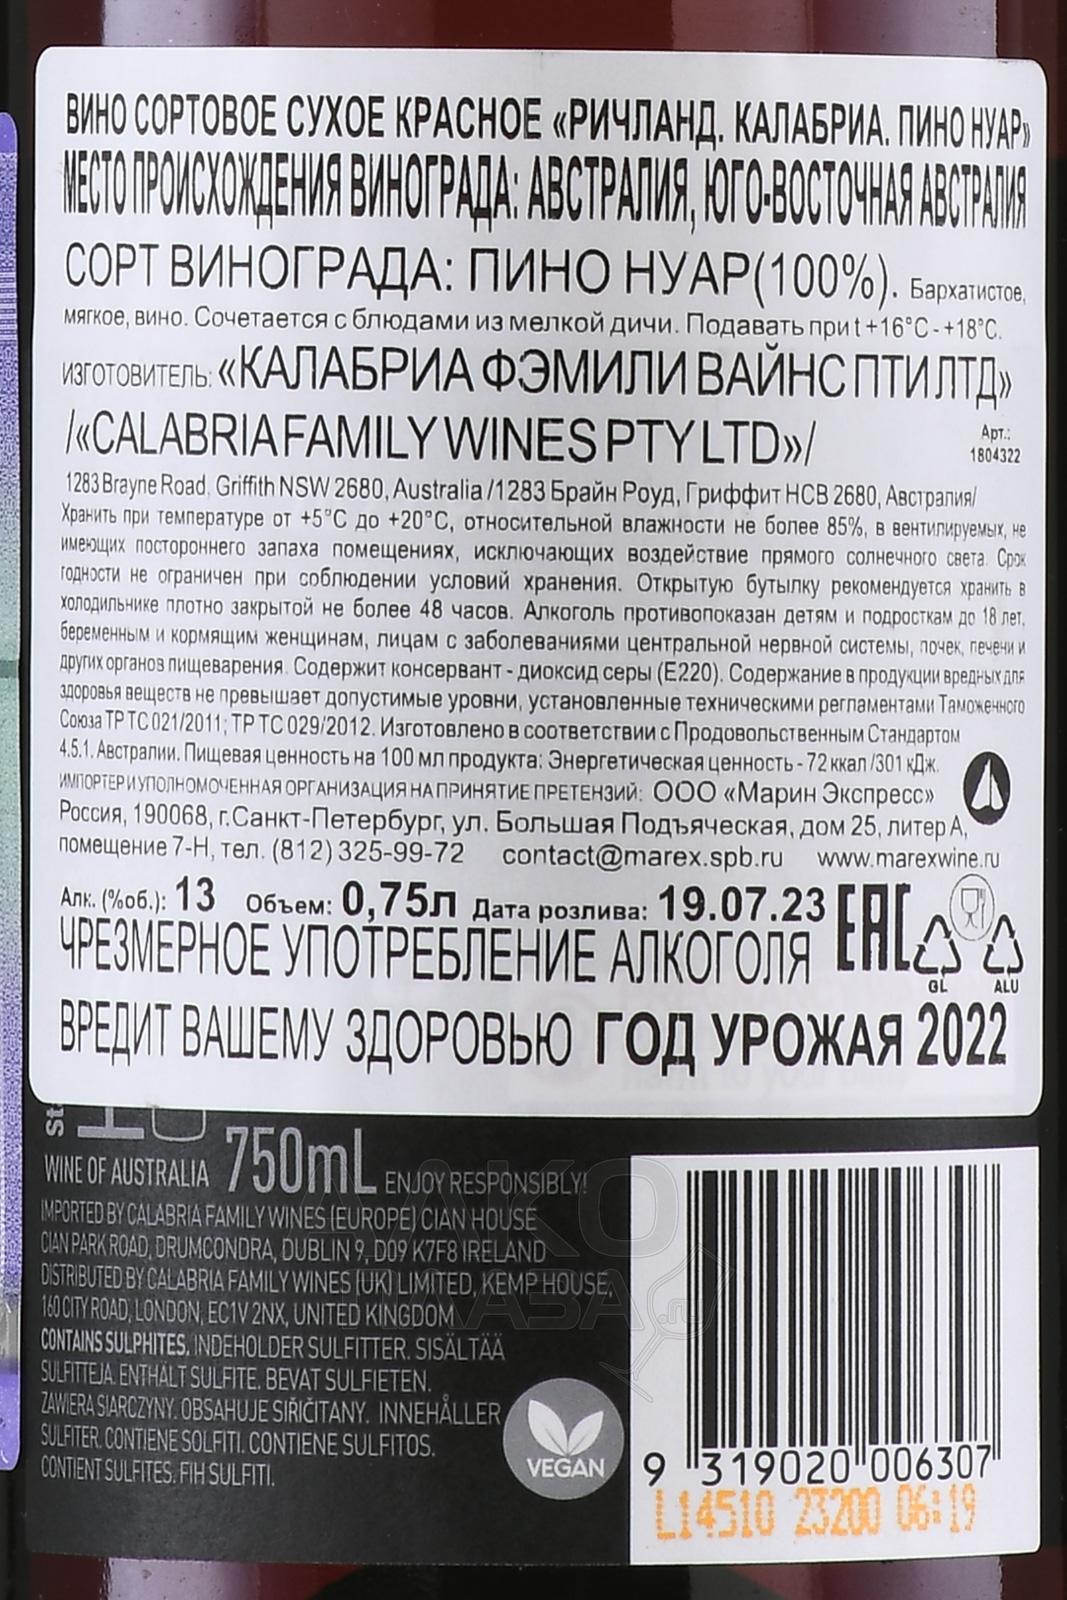 ВИНО СОРТОВОЕ СУХОЕ КРАСНОЕ «РИЧЛАНД. КАЛАБРИА. ПИНО НУАР»
МЕСТО ПРОИСХОЖДЕНИЯ ВИНОГРАДА: АВСТРАЛИЯ, ЮГО-ВОСТОЧНАЯ АВСТРАЛИЯ
СОРТ ВИНОГРАДА: ПИНО НУАР(100%). Бархатистое,
мягкое, вино. Сочетается с блюдами из мелкой дичи. Подавать при t +16°C - +18°C.
ИЗГОТОВИТЕЛЬ: «КАЛАБРИА ФЭМИЛИ ВАЙНС ПТИ ЛТД»
/«CALABRIA FAMILY WINES PTY LTD»/
Арт.:
1804322
1283 Brayne Road, Griffith NSW 2680, Australia /1283 Брайн Роуд, Гриффит НСВ 2680, Австралия/
Хранить при температуре от +5°C до +20°C, относительной влажности не более 85%, в вентилируемых, не
имеющих постороннего запаха помещениях, исключающих воздействие прямого солнечного света. Срок
годности не ограничен при соблюдении условий хранения. Открытую бутылку рекомендуется хранить в
холодильнике плотно закрытой не более 48 часов. Алкоголь противопоказан детям и подросткам до 18 лет,
беременным и кормящим женщинам, лицам с заболеваниями центральной нервной системы, почек, печени и
других органов пищеварения. Содержит консервант - диоксид серы (Е220). Содержание в продукции вредных для
здоровья веществ не превышает допустимые уровни, установленные техническими регламентами Таможенного
Союза ТР ТС 021/2011; ТР ТС 029/2012. Изготовлено в соответствии с Продовольственным Стандартом
4.5.1. Австралии. Пищевая ценность на 100 мл продукта: Энергетическая ценность - 72 ккал /301 кДж.
ИМПОРТЕР И УПОЛНОМОЧЕННАЯ ОРГАНИЗАЦИЯ НА ПРИНЯТИЕ ПРЕТЕНЗИЙ: ООО «Марин Экспресс»
Россия, 190068, г.Санкт-Петербург, ул. Большая Подъяческая, дом 25, литер А,
помещение 7-Н, тел. (812) 325-99-72 contact@marex.spb.ru www.marexwine.ru
Алк. (%об.): 13 Объем: 0,75л Дата розлива: 19.07.23 EAC
ЧРЕЗМЕРНОЕ УПОТРЕБЛЕНИЕ АЛКОГОЛЯ
GL ALU
ВРЕДИТ ВАШЕМУ ЗДОРОВЬЮ ГОД УРОЖАЯ 2022
WINE OF AUSTRALIA 750mL ENJOY RESPONSIBLY!
IMPORTED BY CALABRIA FAMILY WINES (EUROPE) CIAN HOUSE
CIAN PARK ROAD, DRUMCONDRA, DUBLIN 9, D09 K7F8 IRELAND
DISTRIBUTED BY CALABRIA FAMILY WINES (UK) LIMITED, KEMP HOUSE,
160 CITY ROAD, LONDON, EC1V 2NX, UNITED KINGDOM
CONTAINS SULPHITES. INDEHOLDER SULFITTER. SISÄLTÄÄ
SULFITTEJA. ENTHÄLT SULFITE. BEVAT SULFIETEN.
ZAWIERA SIARCZYNY. OBSAHUJE SIŘIČITANY. INNEHÅLLER
SULFITER. CONTIENE SOLFITI. CONTIENE SULFITOS.
CONTIENT SULFITES. FIH SULFITI.
VEGAN
9 319020 006307
L14510 23200 06:19
АЛКО
ЛАЗА.ru